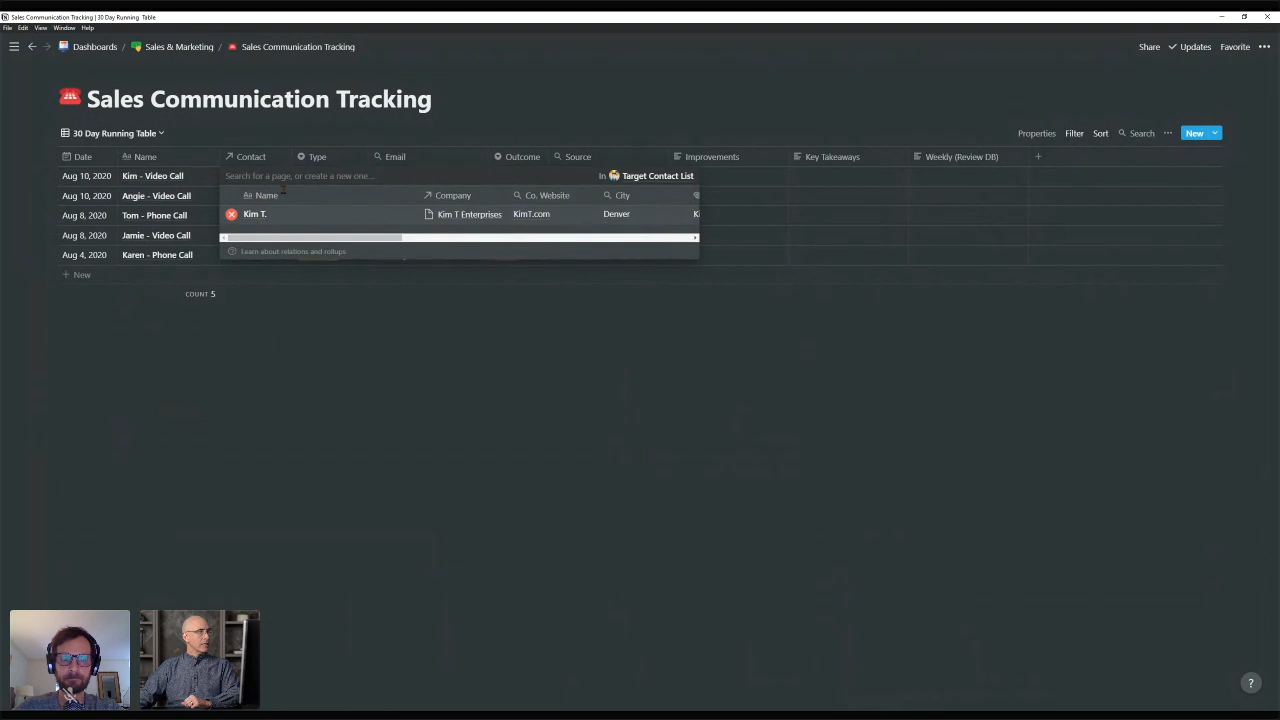 Sales Communication Tracking | 30 Day Running Table
File Edit View Window Help
Dashboards / Sales & Marketing / Sales Communication Tracking
Share Updates Favorite
Sales Communication Tracking
30 Day Running Table
Properties Filter Sort Search New
Date Name Contact Type Email Outcome Source Improvements Key Takeaways Weekly (Review DB)
Aug 10, 2020 Kim - Video Call
Search for a page, or create a new one... In Target Contact List
Aug 10, 2020 Angie - Video Call
Name Company Co. Website City
Aug 8, 2020 Tom - Phone Call
Kim T. Kim T Enterprises KimT.com Denver Ki
Aug 8, 2020 Jamie - Video Call
Aug 4, 2020 Karen - Phone Call
Learn about relations and rollups
New
COUNT 5
?